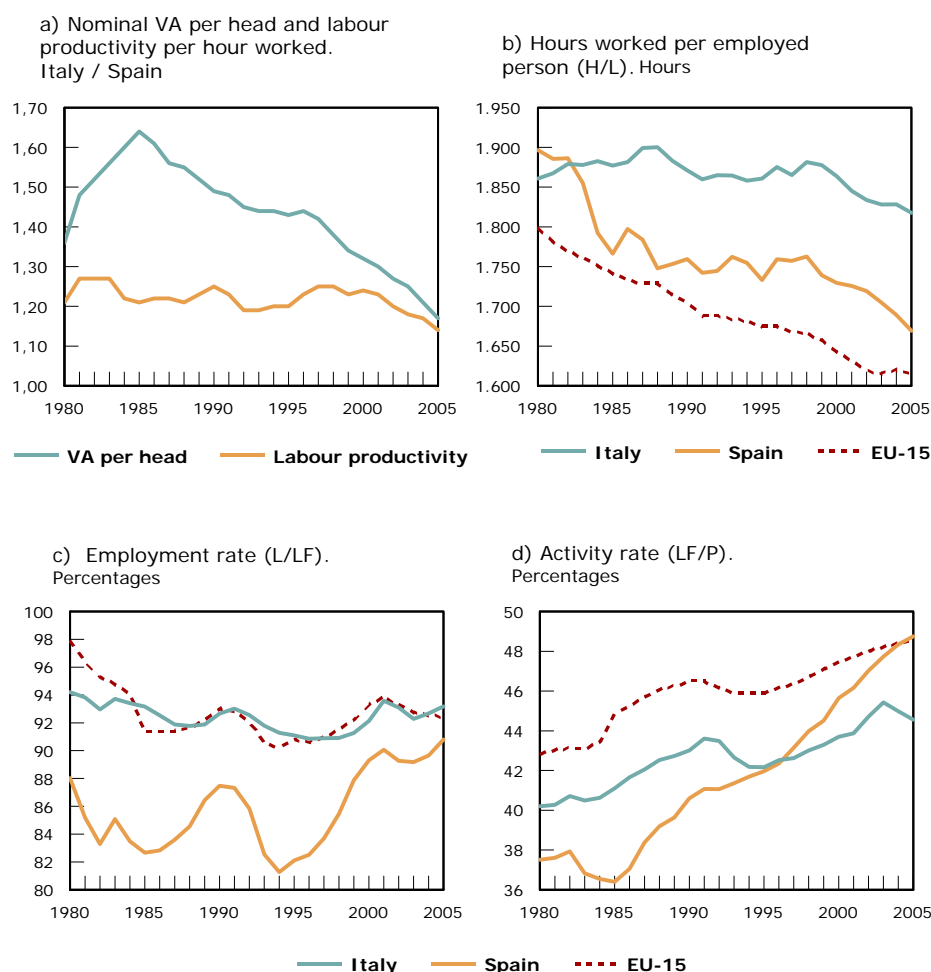 a) Nominal VA per head and labour
productivity per hour worked.
Italy / Spain
1,70
1,60
1,50
1,40
1,30
1,20
1,10
1,00
1980 1985 1990 1995 2000 2005
VA per head Labour productivity
b) Hours worked per employed
person (H/L). Hours
1.950
1.900
1.850
1.800
1.750
1.700
1.650
1.600
1980 1985 1990 1995 2000 2005
Italy Spain EU-15
c) Employment rate (L/LF).
Percentages
100
98
96
94
92
90
88
86
84
82
80
1980 1985 1990 1995 2000 2005
d) Activity rate (LF/P).
Percentages
50
48
46
44
42
40
38
36
1980 1985 1990 1995 2000 2005
Italy Spain EU-15